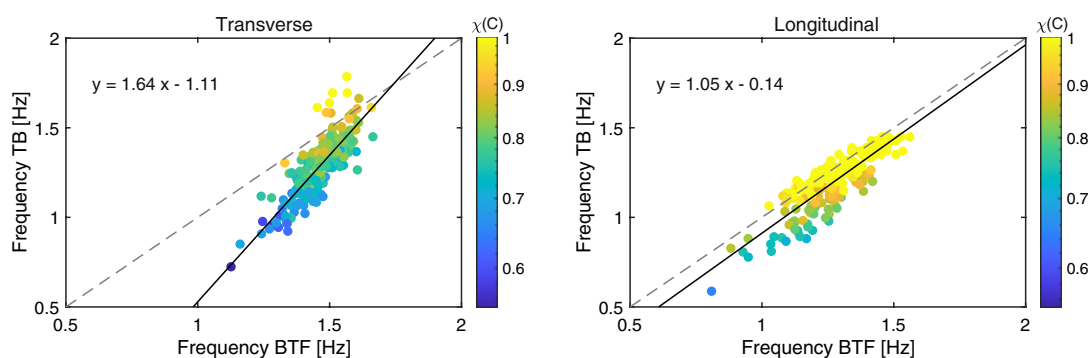 Transverse
χ(C)
2
1.5
1
0.5
Frequency TB [Hz]
y = 1.64 x - 1.11
0.5 1 1.5 2
Frequency BTF [Hz]
1
0.9
0.8
0.7
0.6
Longitudinal
χ(C)
2
1.5
1
0.5
Frequency TB [Hz]
y = 1.05 x - 0.14
0.5 1 1.5 2
Frequency BTF [Hz]
1
0.9
0.8
0.7
0.6